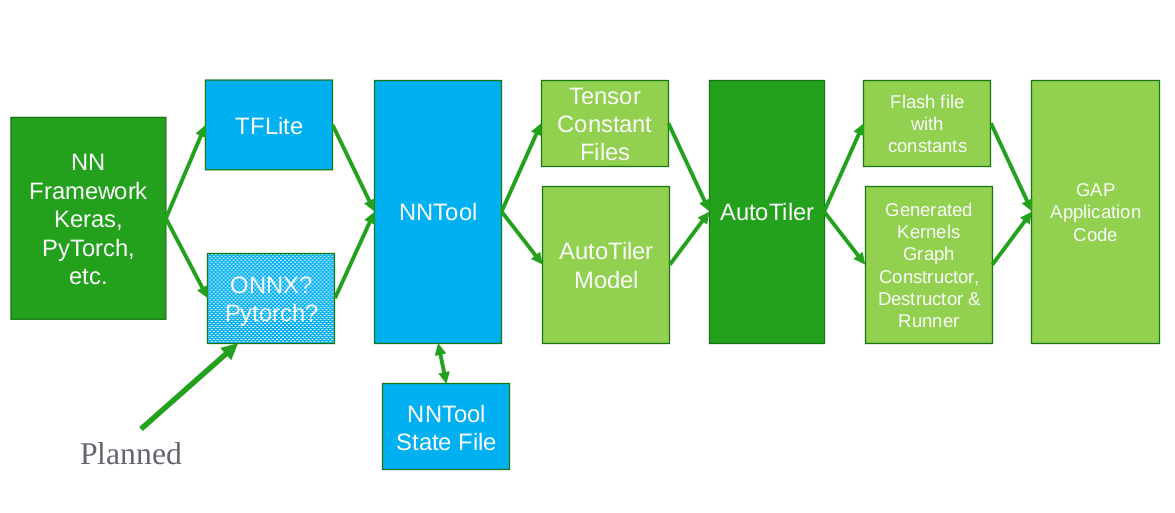 NN
Framework
Keras,
PyTorch,
etc.
TFLite
ONNX?
Pytorch?
Planned
NNTool
NNTool
State File
Tensor
Constant
Files
AutoTiler
Model
AutoTiler
Flash file
with
constants
Generated
Kernels
Graph
Constructor,
Destructor &
Runner
GAP
Application
Code